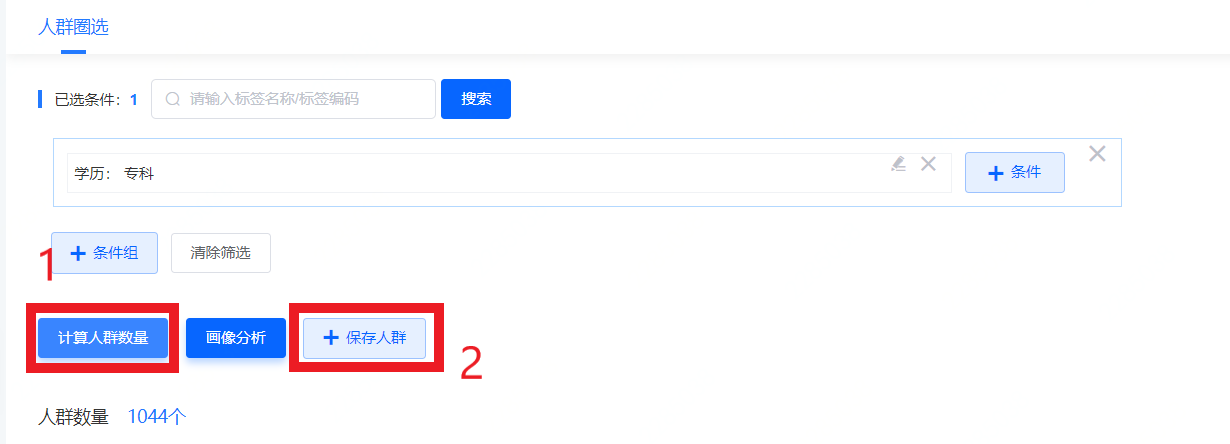 人群圈选
已选条件：1 请输入标签名称/标签编码 搜索
学历： 专科 条件
1 条件组 清除筛选
计算人群数量 画像分析 保存人群 2
人群数量 1044个